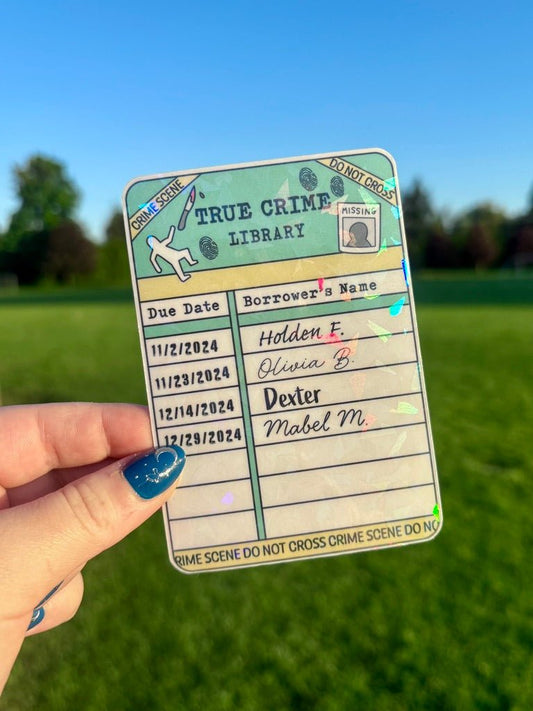 CRIME SCENE
DO NOT CROSS
TRUE CRIME
LIBRARY
MISSING
Due Date Borrower's Name
11/2/2024 Holden F.
11/23/2024 Olivia B.
12/14/2024 Dexter
12/29/2024 Mabel M.
RIME SCENE DO NOT CROSS CRIME SCENE DO NO